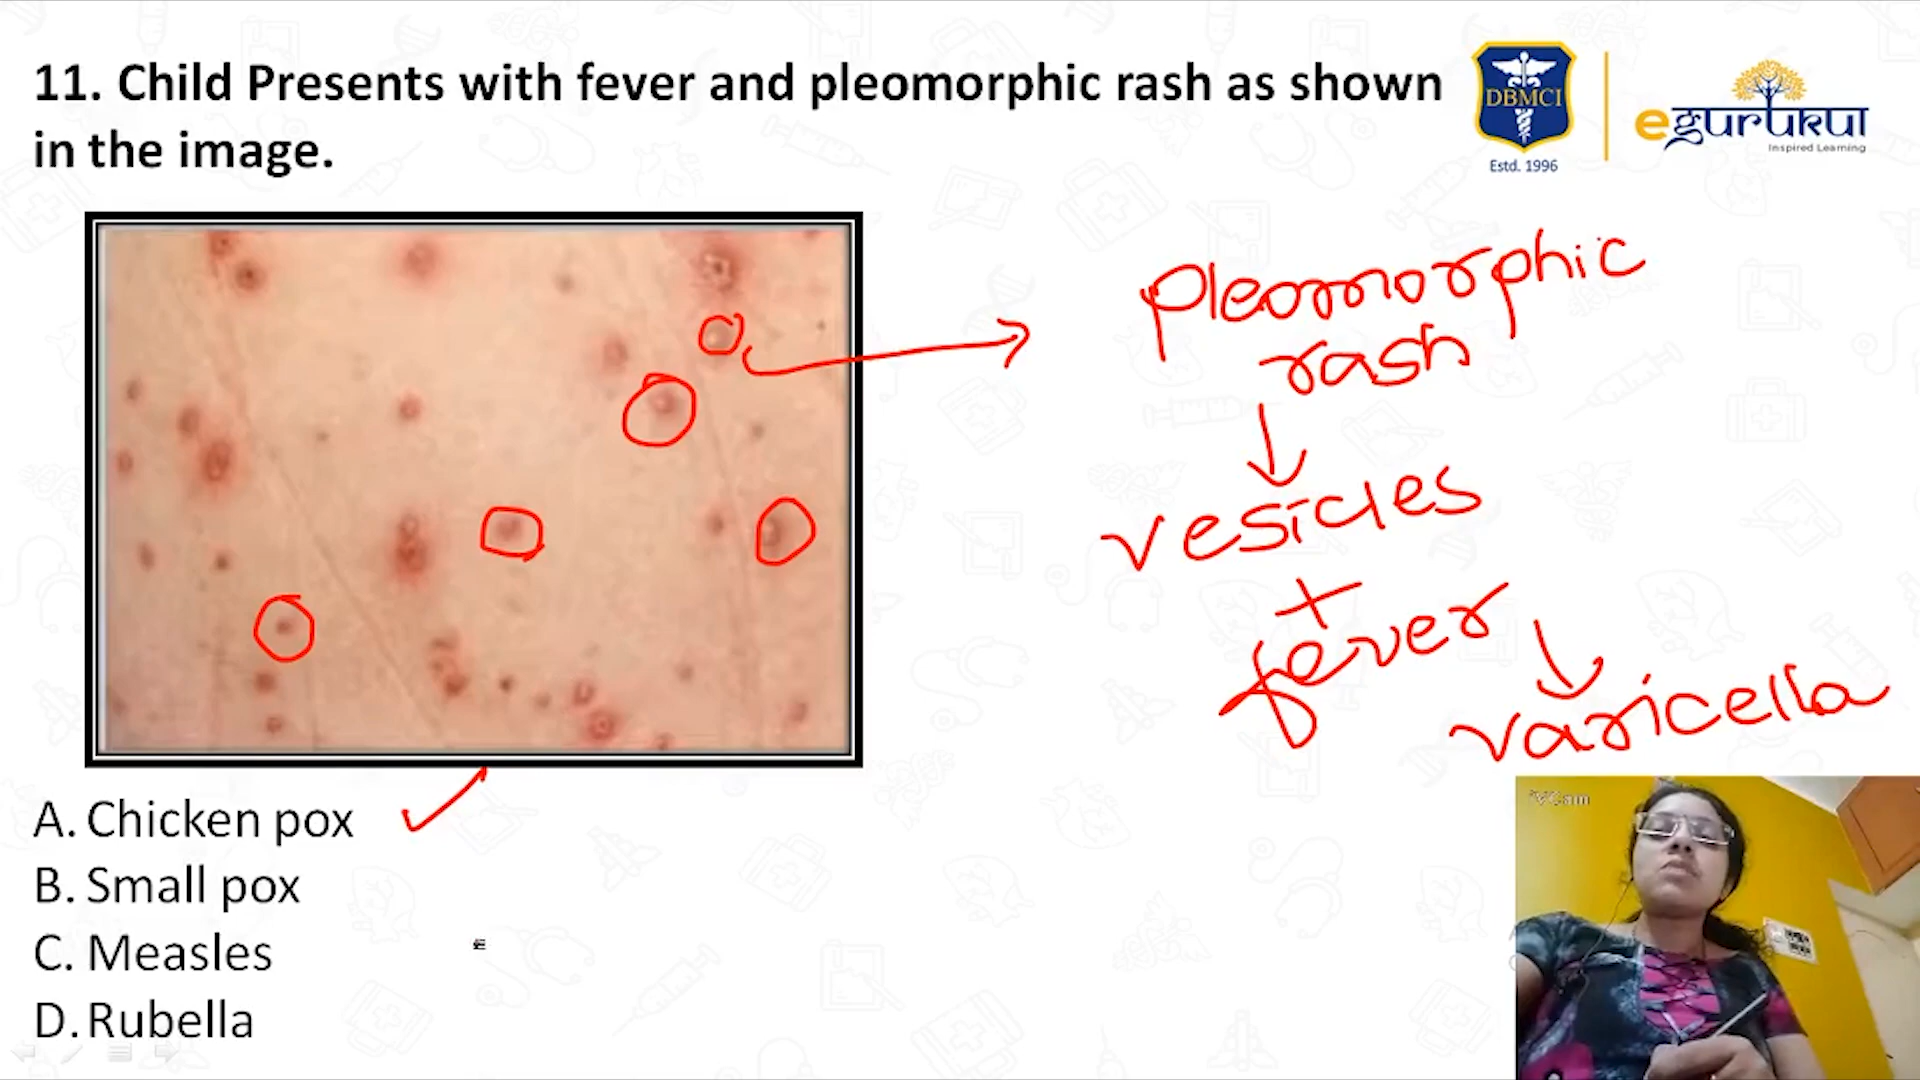 11. Child Presents with fever and pleomorphic rash as shown
in the image.
DBMCI
Estd. 1996
egurukul
Inspired Learning
pleomorphic
rash
vesicles
+
fever
varicella
A. Chicken pox
B. Small pox
C. Measles
D. Rubella